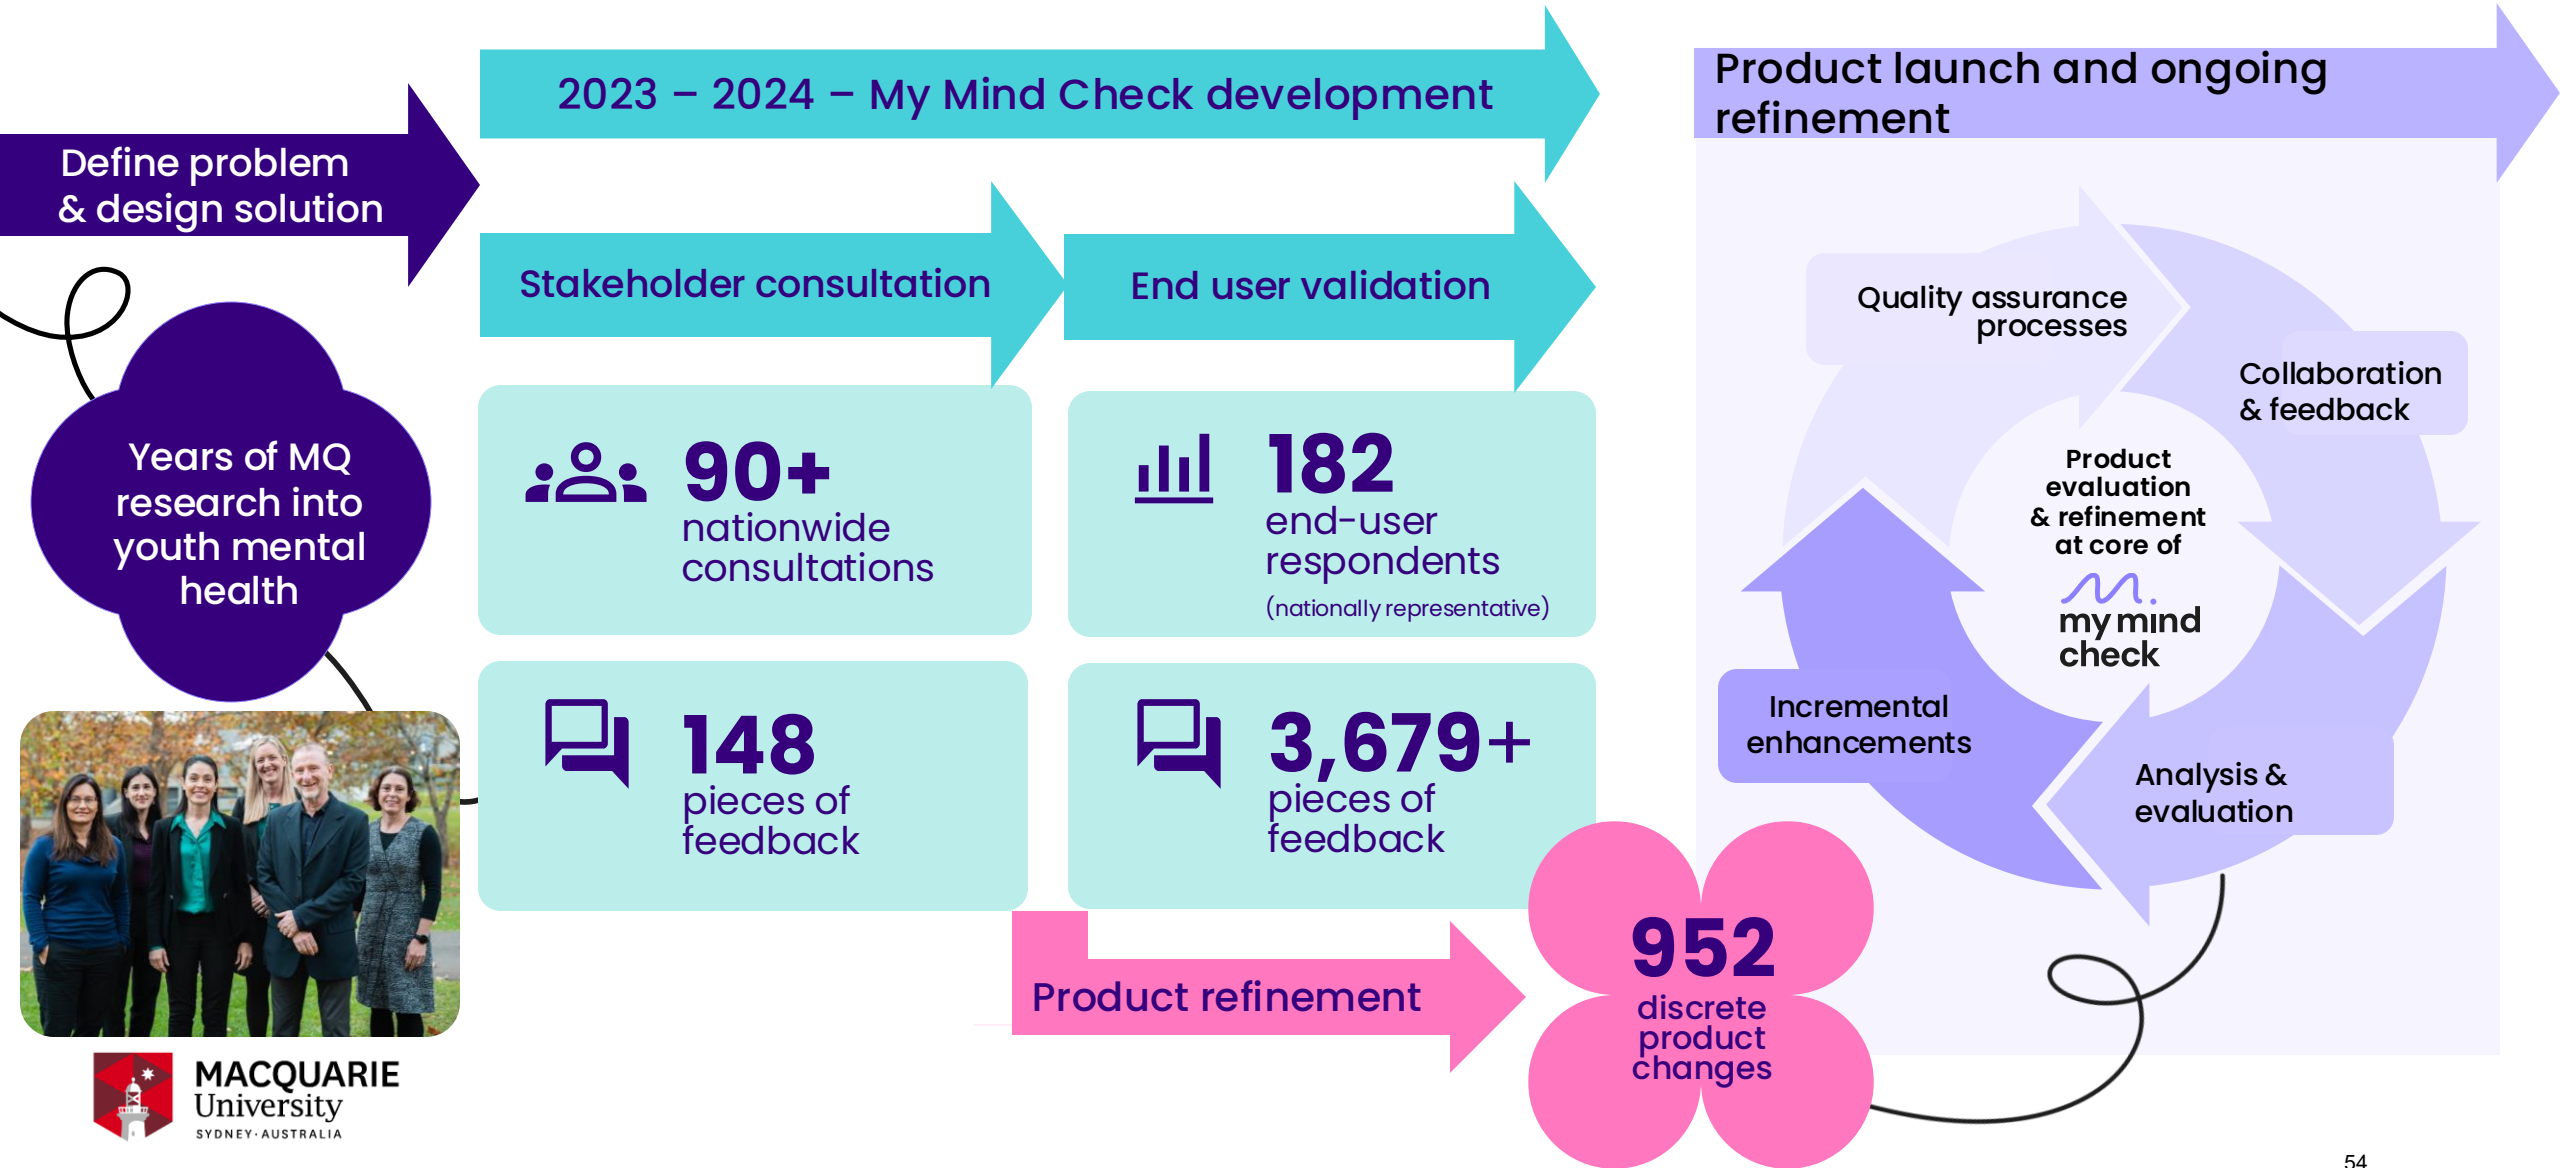 Define problem
& design solution
Years of MQ
research into
youth mental
health
MACQUARIE
University
SYDNEY·AUSTRALIA
2023 – 2024 – My Mind Check development
Stakeholder consultation
90+
nationwide
consultations
148
pieces of
feedback
End user validation
182
end-user
respondents
(nationally representative)
3,679+
pieces of
feedback
Product refinement
952
discrete
product
changes
Product launch and ongoing
refinement
Quality assurance
processes
Collaboration
& feedback
Analysis &
evaluation
Incremental
enhancements
Product
evaluation
& refinement
at core of
my mind
check
54